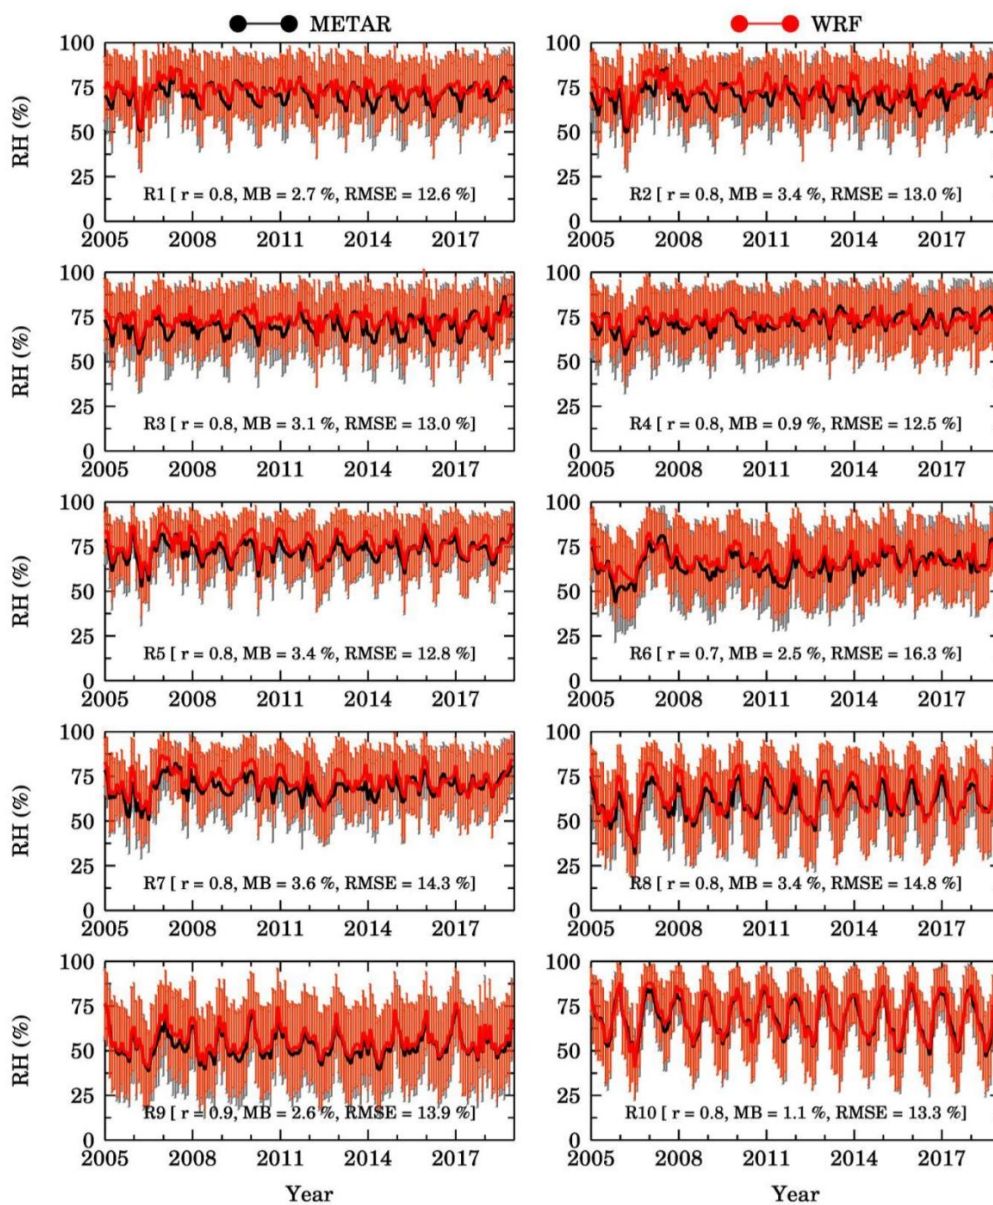 METAR WRF
100 100
75 75
RH (%) 50 50
25 R1 [ r = 0.8, MB = 2.7 %, RMSE = 12.6 %] 25 R2 [ r = 0.8, MB = 3.4 %, RMSE = 13.0 %]
0 0
2005 2008 2011 2014 2017 2005 2008 2011 2014 2017
100 100
75 75
RH (%) 50 50
25 R3 [ r = 0.8, MB = 3.1 %, RMSE = 13.0 %] 25 R4 [ r = 0.8, MB = 0.9 %, RMSE = 12.5 %]
0 0
2005 2008 2011 2014 2017 2005 2008 2011 2014 2017
100 100
75 75
RH (%) 50 50
25 R5 [ r = 0.8, MB = 3.4 %, RMSE = 12.8 %] 25 R6 [ r = 0.7, MB = 2.5 %, RMSE = 16.3 %]
0 0
2005 2008 2011 2014 2017 2005 2008 2011 2014 2017
100 100
75 75
RH (%) 50 50
25 R7 [ r = 0.8, MB = 3.6 %, RMSE = 14.3 %] 25 R8 [ r = 0.8, MB = 3.4 %, RMSE = 14.8 %]
0 0
2005 2008 2011 2014 2017 2005 2008 2011 2014 2017
100 100
75 75
RH (%) 50 50
25 R9 [ r = 0.9, MB = 2.6 %, RMSE = 13.9 %] 25 R10 [ r = 0.8, MB = 1.1 %, RMSE = 13.3 %]
0 0
2005 2008 2011 2014 2017 2005 2008 2011 2014 2017
Year Year